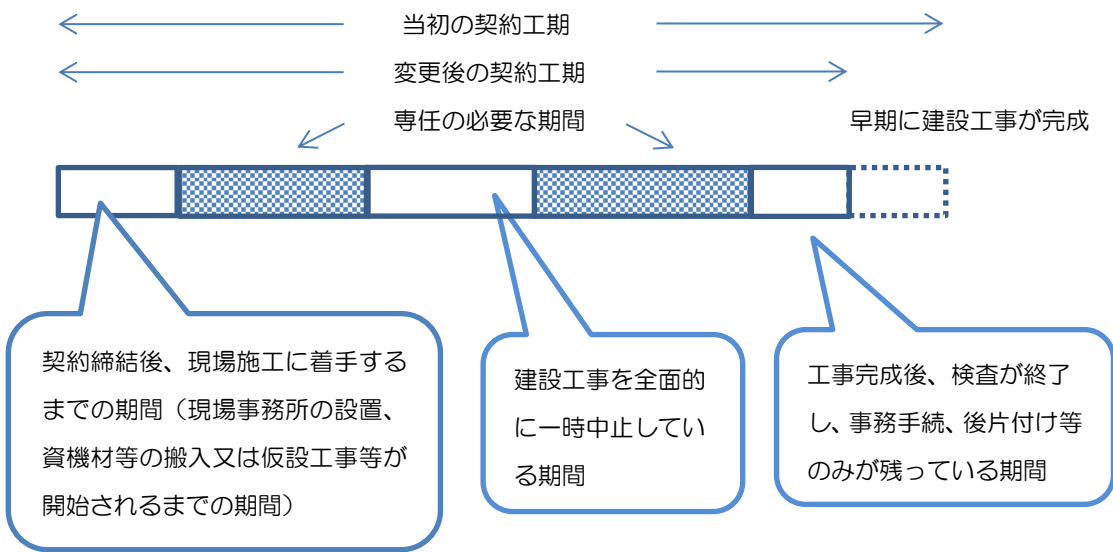 当初の契約工期
変更後の契約工期
専任の必要な期間
早期に建設工事が完成
契約締結後、現場施工に着手する
までの期間(現場事務所の設置、
資機材等の搬入又は仮設工事等が
開始されるまでの期間)
建設工事を全面的
に一時中止してい
る期間
工事完成後、検査が終了
し、事務手続、後片付け等
のみが残っている期間